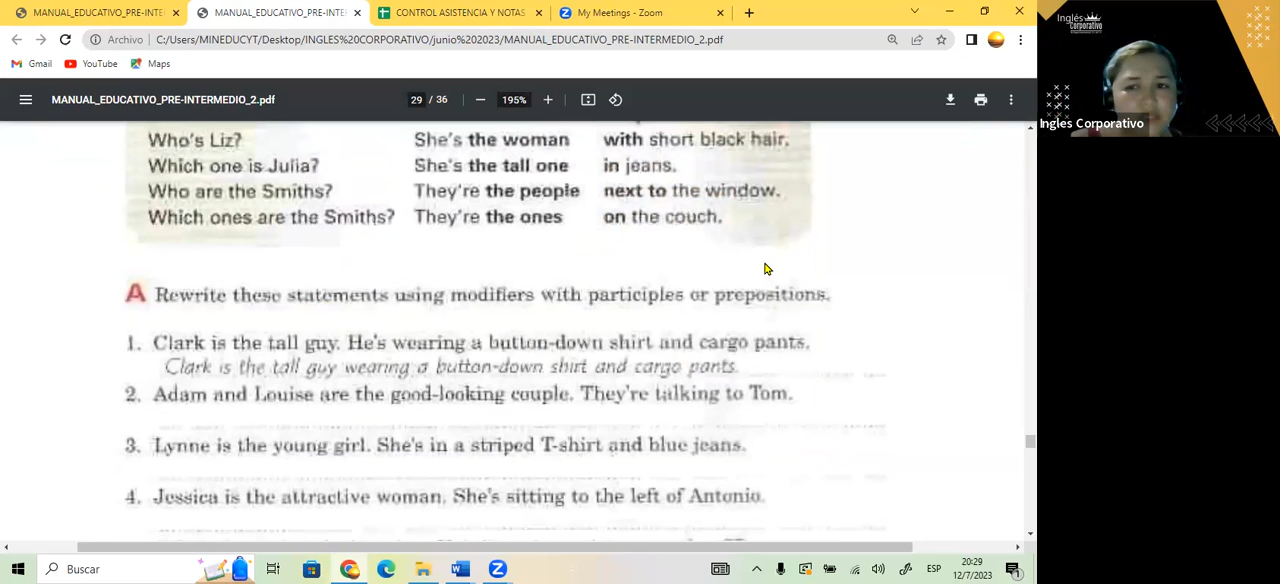 MANUAL_EDUCATIVO_PRE-INTE
MANUAL_EDUCATIVO_PRE-INTERME
CONTROL ASISTENCIA Y NOTAS
My Meetings - Zoom
Archivo
C:/Users/MINEDUCYT/Desktop/INGLES%20CORPORATIVO/junio%202023/MANUAL_EDUCATIVO_PRE-INTERMEDIO_2.pdf
Gmail
YouTube
Maps
MANUAL_EDUCATIVO_PRE-INTERMEDIO_2.pdf
29 / 36
195%
Who's Liz? She's the woman with short black hair.
Which one is Julia? She's the tall one in jeans.
Who are the Smiths? They're the people next to the window.
Which ones are the Smiths? They're the ones on the couch.
A Rewrite these statements using modifiers with participles or prepositions.
1. Clark is the tall guy. He's wearing a button-down shirt and cargo pants.
Clark is the tall guy wearing a button-down shirt and cargo pants.
2. Adam and Louise are the good-looking couple. They're talking to Tom.
3. Lynne is the young girl. She's in a striped T-shirt and blue jeans.
4. Jessica is the attractive woman. She's sitting to the left of Antonio.
Inglés
Corporativo
Ingles Corporativo
Buscar
ESP
20:29
12/7/2023
1